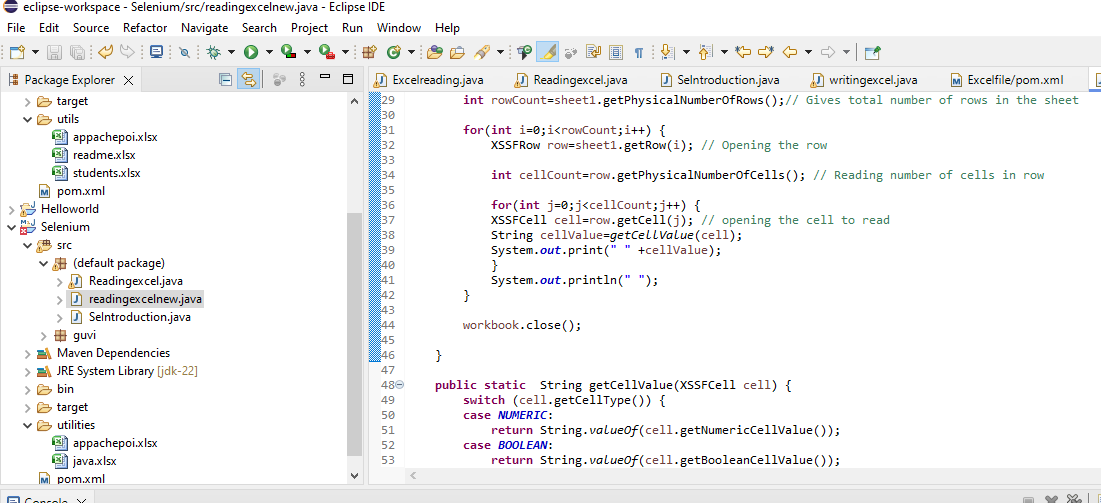 eclipse-workspace - Selenium/src/readingexcelnew.java - Eclipse IDE
File Edit Source Refactor Navigate Search Project Run Window Help
Package Explorer
Excelreading.java Readingexcel.java SeIntroduction.java writingexcel.java Excelfile/pom.xml
target
utils
appachepoi.xlsx
readme.xlsx
students.xlsx
pom.xml
Helloworld
Selenium
src
(default package)
Readingexcel.java
readingexcelnew.java
SeIntroduction.java
guvi
Maven Dependencies
JRE System Library [jdk-22]
bin
target
utilities
appachepoi.xlsx
java.xlsx
pom.xml
29 int rowCount=sheet1.getPhysicalNumberOfRows();// Gives total number of rows in the sheet
30
31 for(int i=0;i<rowCount;i++) {
32 XSSFRow row=sheet1.getRow(i); // Opening the row
33
34 int cellCount=row.getPhysicalNumberOfCells(); // Reading number of cells in row
35
36 for(int j=0;j<cellCount;j++) {
37 XSSFCell cell=row.getCell(j); // opening the cell to read
38 String cellValue=getCellValue(cell);
39 System.out.print(" " +cellValue);
40 }
41 System.out.println(" ");
42 }
43
44 workbook.close();
45
46 }
47
48 public static String getCellValue(XSSFCell cell) {
49 switch (cell.getCellType()) {
50 case NUMERIC:
51 return String.valueOf(cell.getNumericCellValue());
52 case BOOLEAN:
53 return String.valueOf(cell.getBooleanCellValue());
Console